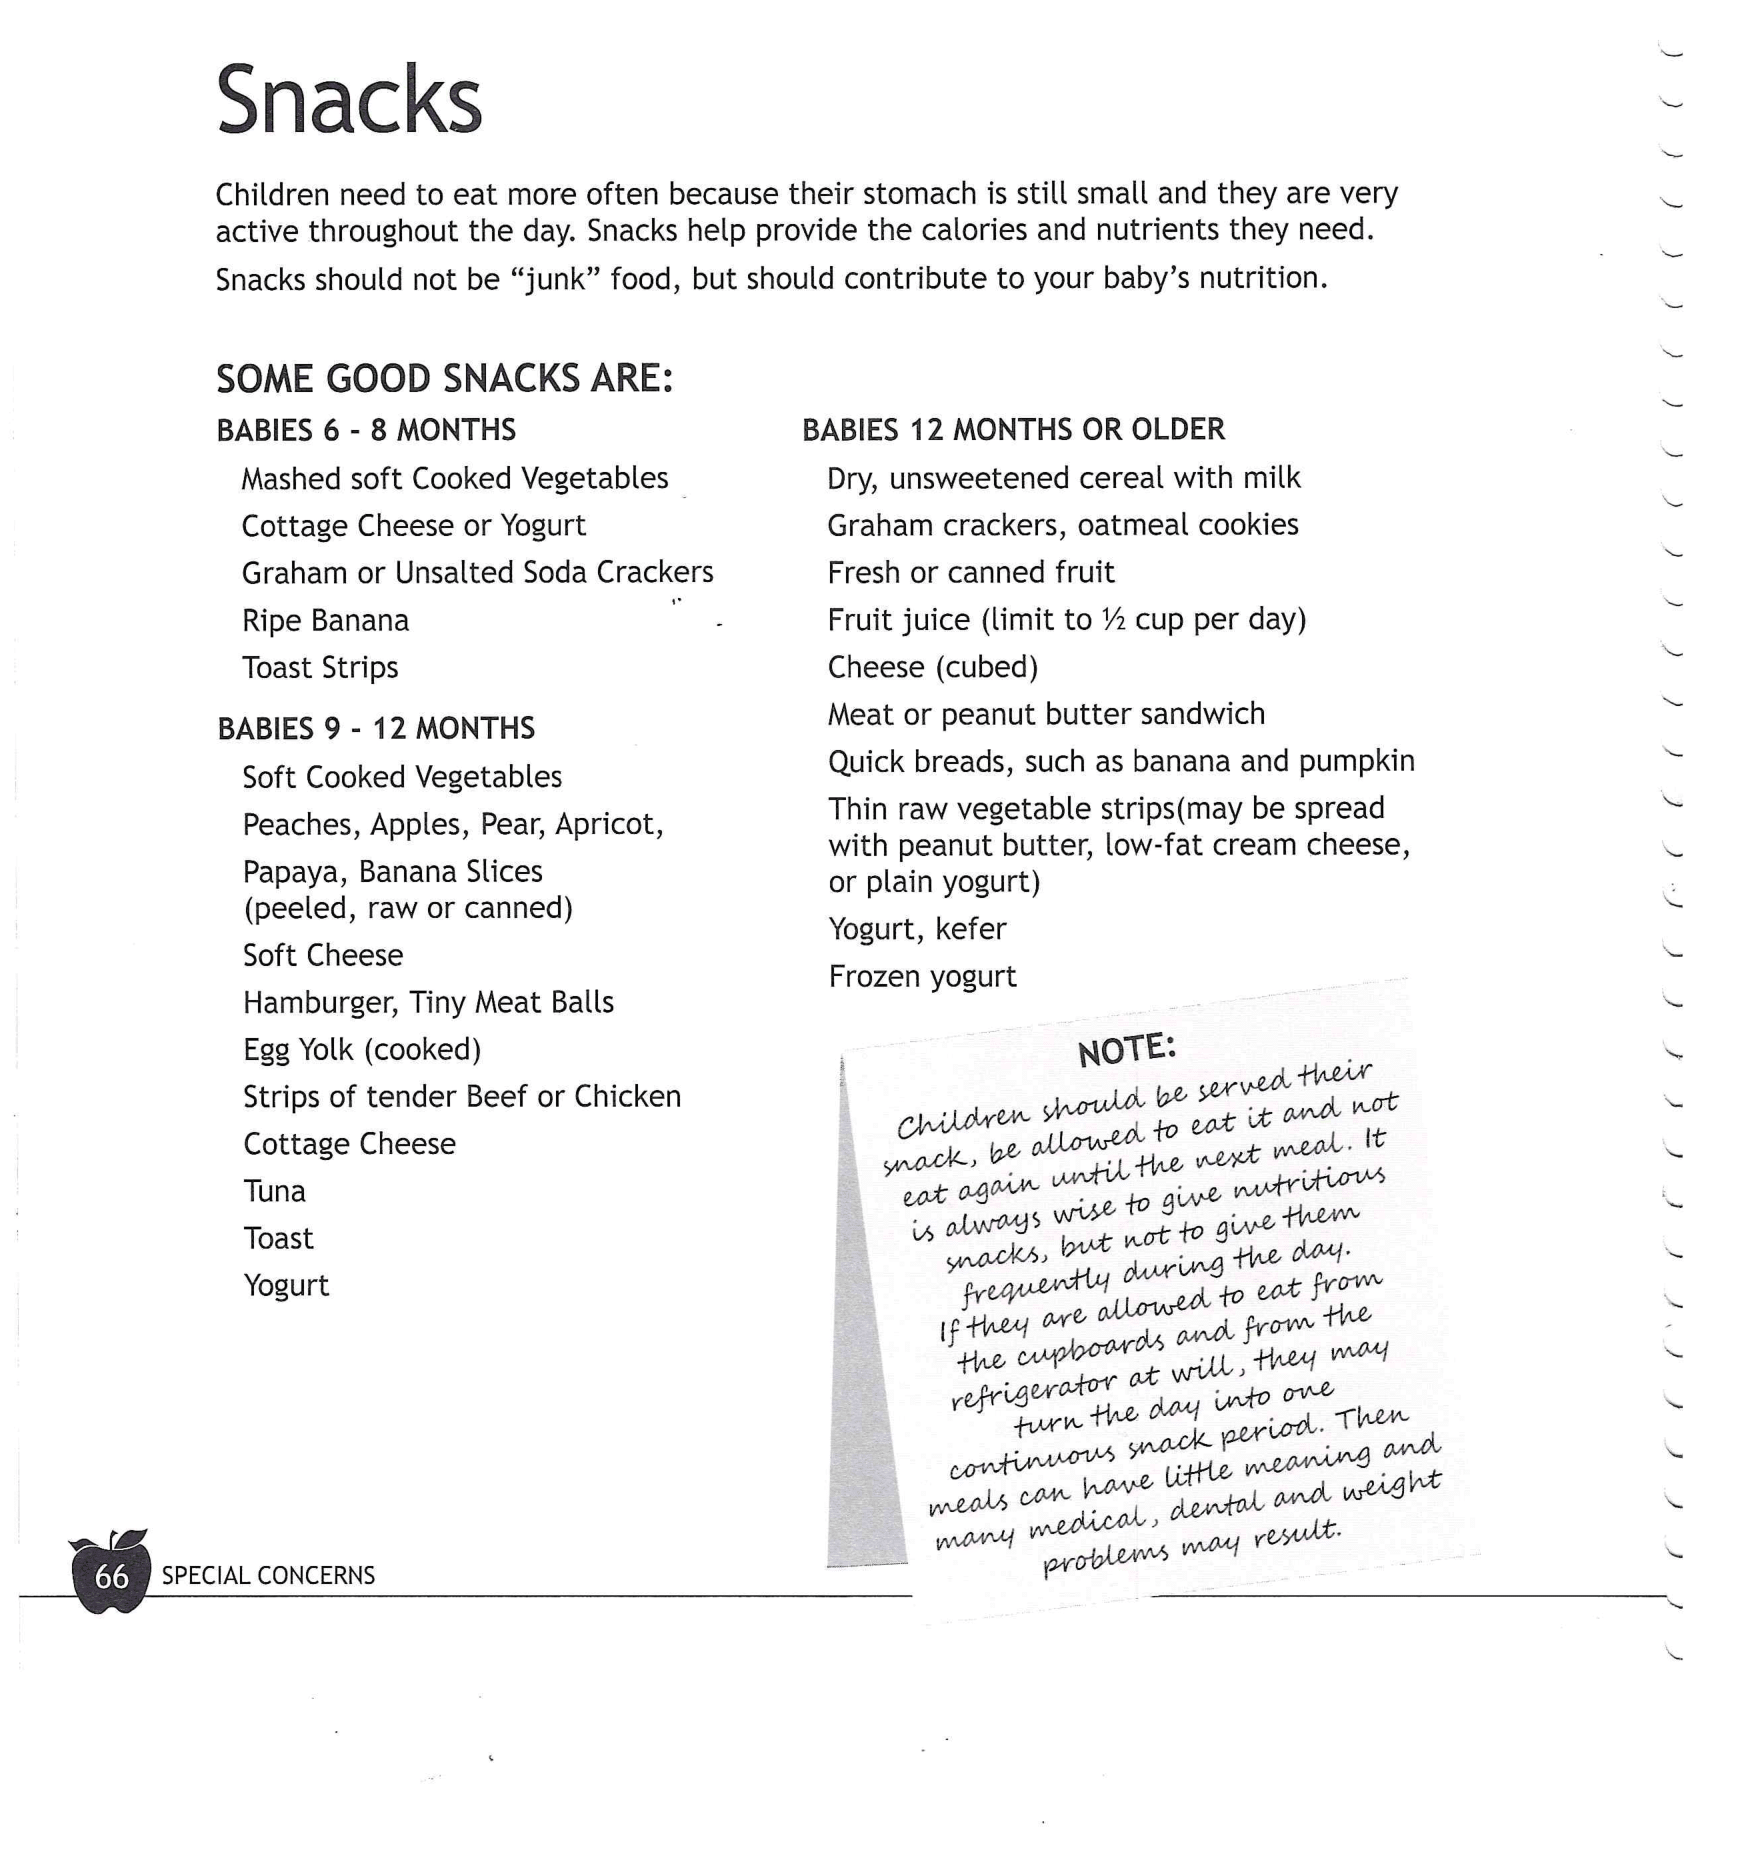 Snacks
Children need to eat more often because their stomach is still small and they are very
active throughout the day. Snacks help provide the calories and nutrients they need.
Snacks should not be “junk” food, but should contribute to your baby’s nutrition.
SOME GOOD SNACKS ARE:
BABIES 6 - 8 MONTHS
Mashed soft Cooked Vegetables
Cottage Cheese or Yogurt
Graham or Unsalted Soda Crackers
Ripe Banana
Toast Strips
BABIES 9 - 12 MONTHS
Soft Cooked Vegetables
Peaches, Apples, Pear, Apricot,
Papaya, Banana Slices
(peeled, raw or canned)
Soft Cheese
Hamburger, Tiny Meat Balls
Egg Yolk (cooked)
Strips of tender Beef or Chicken
Cottage Cheese
Tuna
Toast
Yogurt
BABIES 12 MONTHS OR OLDER
Dry, unsweetened cereal with milk
Graham crackers, oatmeal cookies
Fresh or canned fruit
Fruit juice (limit to ½ cup per day)
Cheese (cubed)
Meat or peanut butter sandwich
Quick breads, such as banana and pumpkin
Thin raw vegetable strips(may be spread
with peanut butter, low-fat cream cheese,
or plain yogurt)
Yogurt, kefer
Frozen yogurt
NOTE:
Children should be served their
snack, be allowed to eat it and not
eat again until the next meal. It
is always wise to give nutritious
snacks, but not to give them
frequently during the day.
If they are allowed to eat from
the cupboards and from the
refrigerator at will, they may
turn the day into one
continuous snack period. Then
meals can have little meaning and
many medical, dental and weight
problems may result.
66 SPECIAL CONCERNS